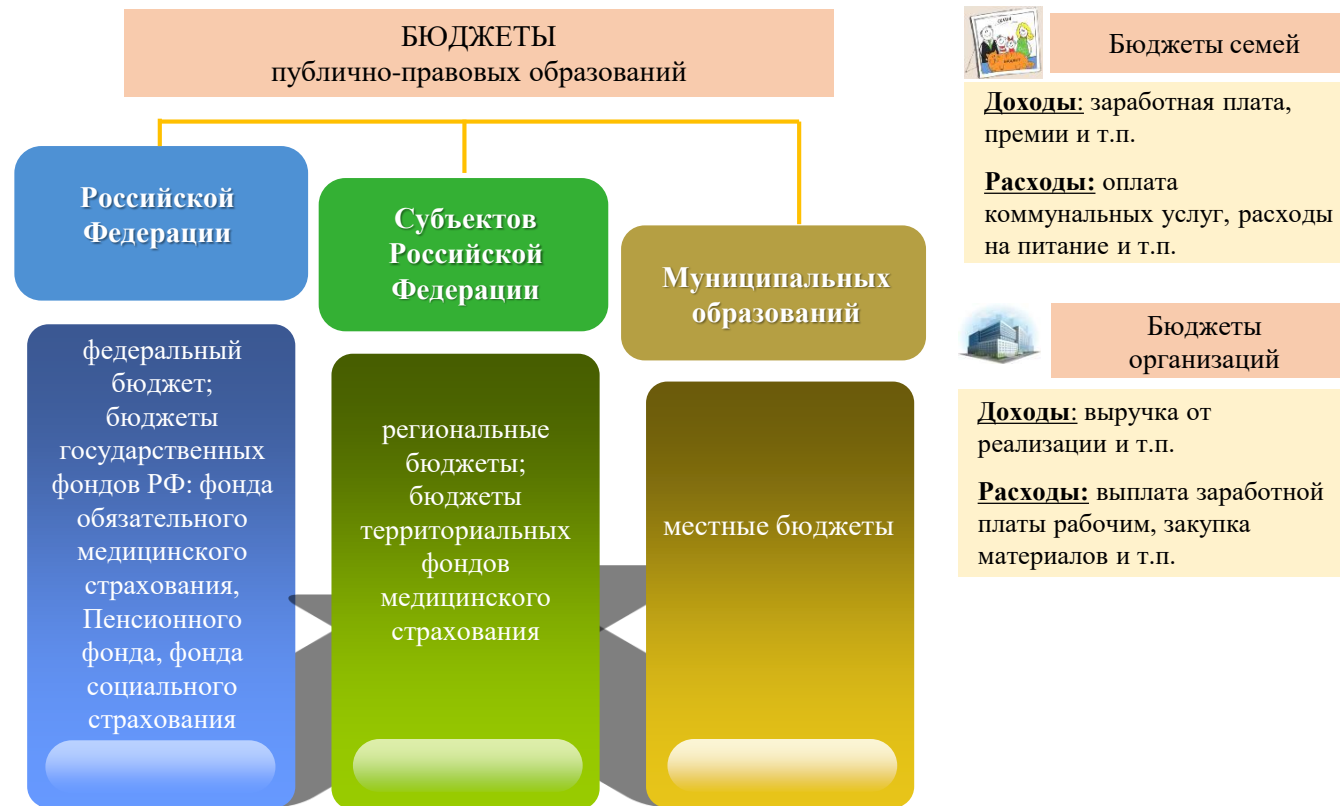 БЮДЖЕТЫ
публично-правовых образований
Российской
Федерации
Субъектов
Российской
Федерации
Муниципальных
образований
федеральный
бюджет;
бюджеты
государственных
фондов РФ: фонда
обязательного
медицинского
страхования,
Пенсионного
фонда, фонда
социального
страхования
региональные
бюджеты;
бюджеты
территориальных
фондов
медицинского
страхования
местные бюджеты
Бюджеты семей
Доходы: заработная плата,
премии и т.п.
Расходы: оплата
коммунальных услуг, расходы
на питание и т.п.
Бюджеты
организаций
Доходы: выручка от
реализации и т.п.
Расходы: выплата заработной
платы рабочим, закупка
материалов и т.п.